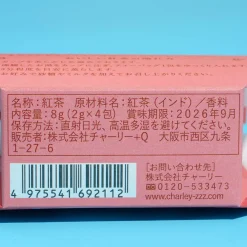 名称:紅茶 原材料名:紅茶(インド)/香料
内容量:8g(2g×4包) 賞味期限:2026年9月
保存方法:直射日光、高温多湿を避けてください。
販売者:株式会社チャーリー+Q 大阪市西区九条
1-27-6
[お問い合わせ先]
株式会社チャーリー
0120-533473
www.charley-zzz.com
4 975541 692112